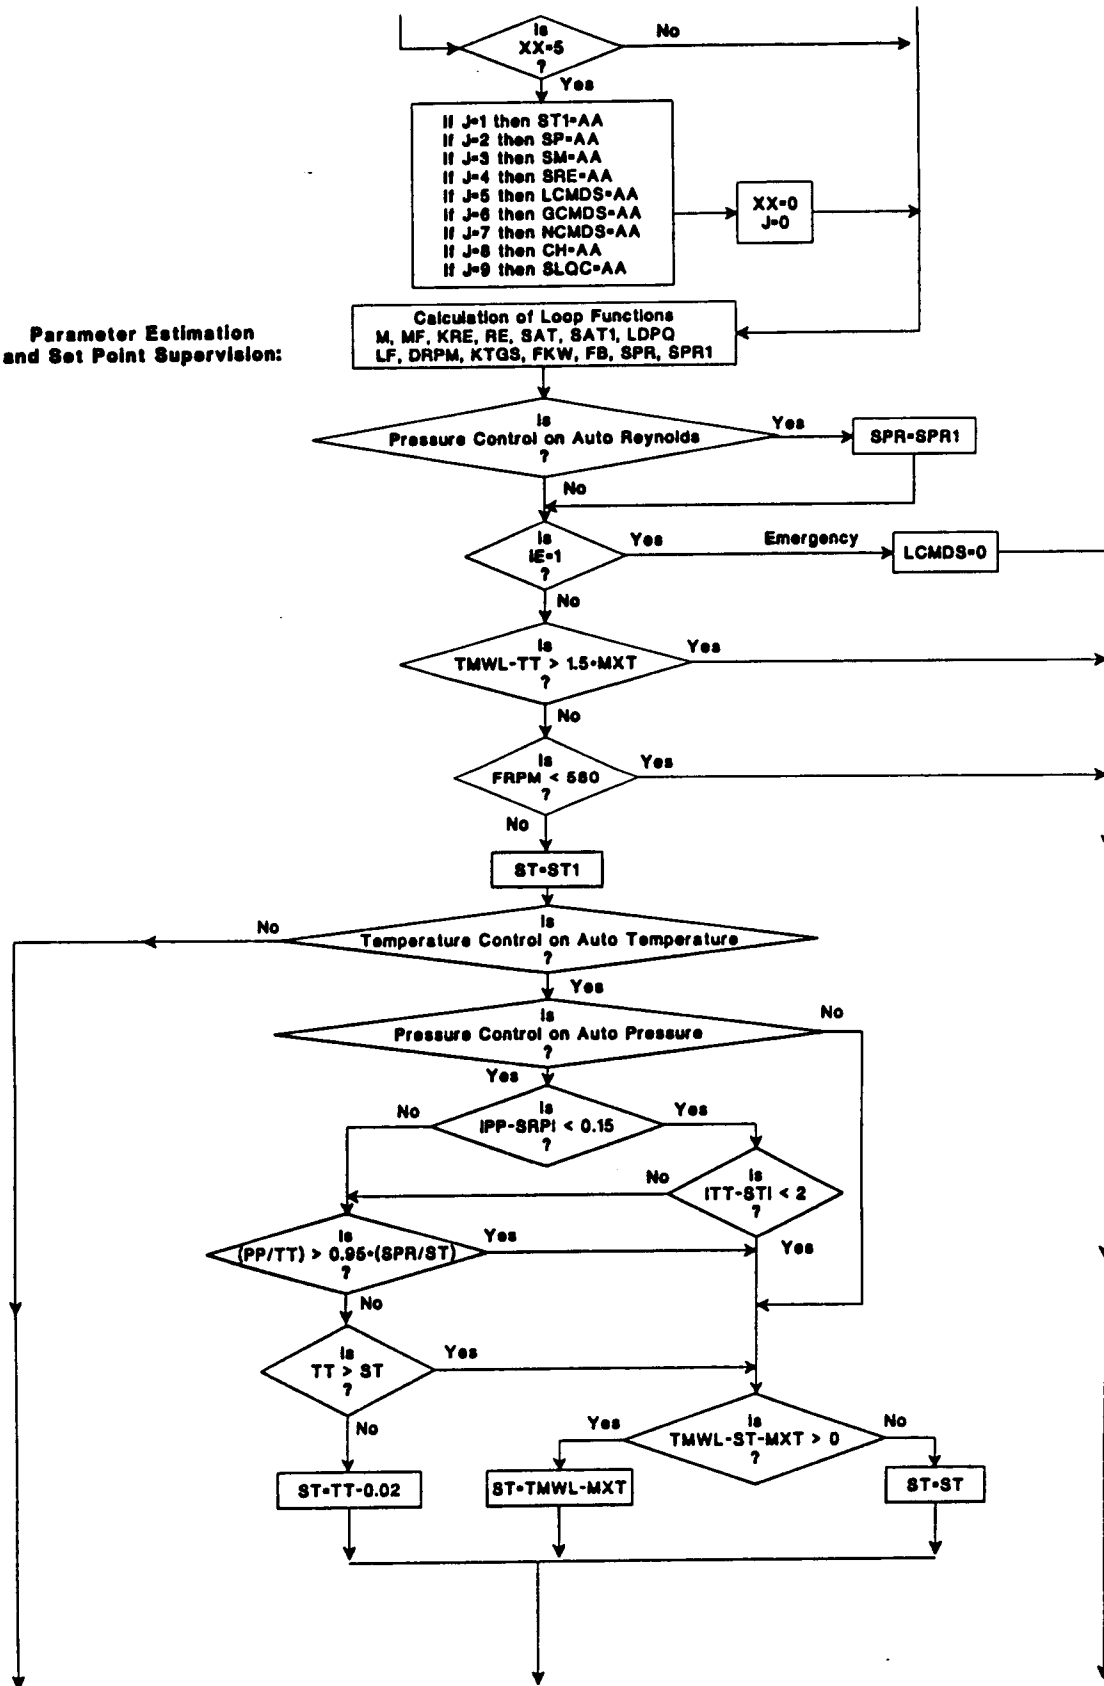 Is
XX=5
?
No
Yes
If J=1 then ST1=AA
If J=2 then SP=AA
If J=3 then SM=AA
If J=4 then SRE=AA
If J=5 then LCMDS=AA
If J=6 then GCMDS=AA
If J=7 then NCMDS=AA
If J=8 then CH=AA
If J=9 then SLQC=AA
XX=0
J=0
Parameter Estimation
and Set Point Supervision:
Calculation of Loop Functions
M, MF, KRE, RE, SAT, SAT1, LDPQ
LF, DRPM, KTGS, FKW, FB, SPR, SPR1
Is
Pressure Control on Auto Reynolds
?
Yes
SPR=SPR1
No
Is
IE=1
?
Yes
Emergency
LCMDS=0
No
Is
TMWL-TT > 1.5*MXT
?
Yes
No
Is
FRPM < 580
?
Yes
No
ST=ST1
Is
Temperature Control on Auto Temperature
?
No
Yes
Is
Pressure Control on Auto Pressure
?
No
Yes
Is
|PP-SRP| < 0.15
?
No
Yes
Is
|TT-ST| < 2
?
No
Yes
Is
(PP/TT) > 0.95*(SPR/ST)
?
Yes
No
Is
TT > ST
?
Yes
No
Is
TMWL-ST-MXT > 0
?
Yes
No
ST=TT-0.02
ST=TMWL-MXT
ST=ST